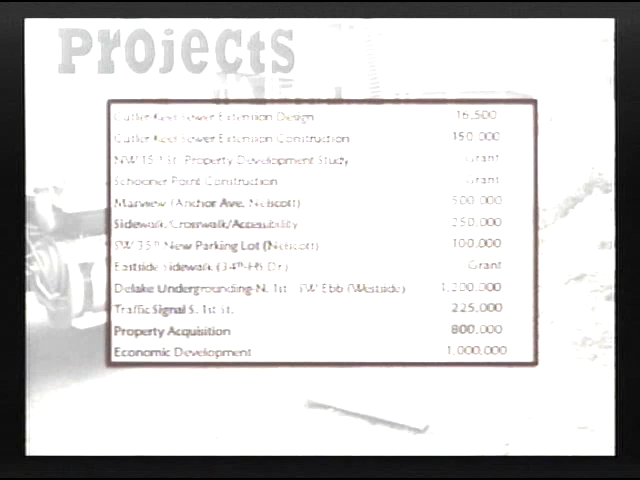 Projects
Cutler Keel Sewer Extension Design 16,500
Cutler Keel Sewer Extension Construction 150,000
NW 15th St. Property Development Study Grant
Schooner Point Construction Grant
(Anchor Ave. Nelscott) 500,000
Sidewalk/Crosswalk/Accessibility 250,000
SW 35th New Parking Lot (Nelscott) 100,000
Eastside Sidewalk (34th-HS Dr.) Grant
Delake Undergrounding-N. 1st - SW Ebb (Westside) 1,200,000
Traffic Signal S. 1st St. 225,000
Property Acquisition 800,000
Economic Development 1,000,000